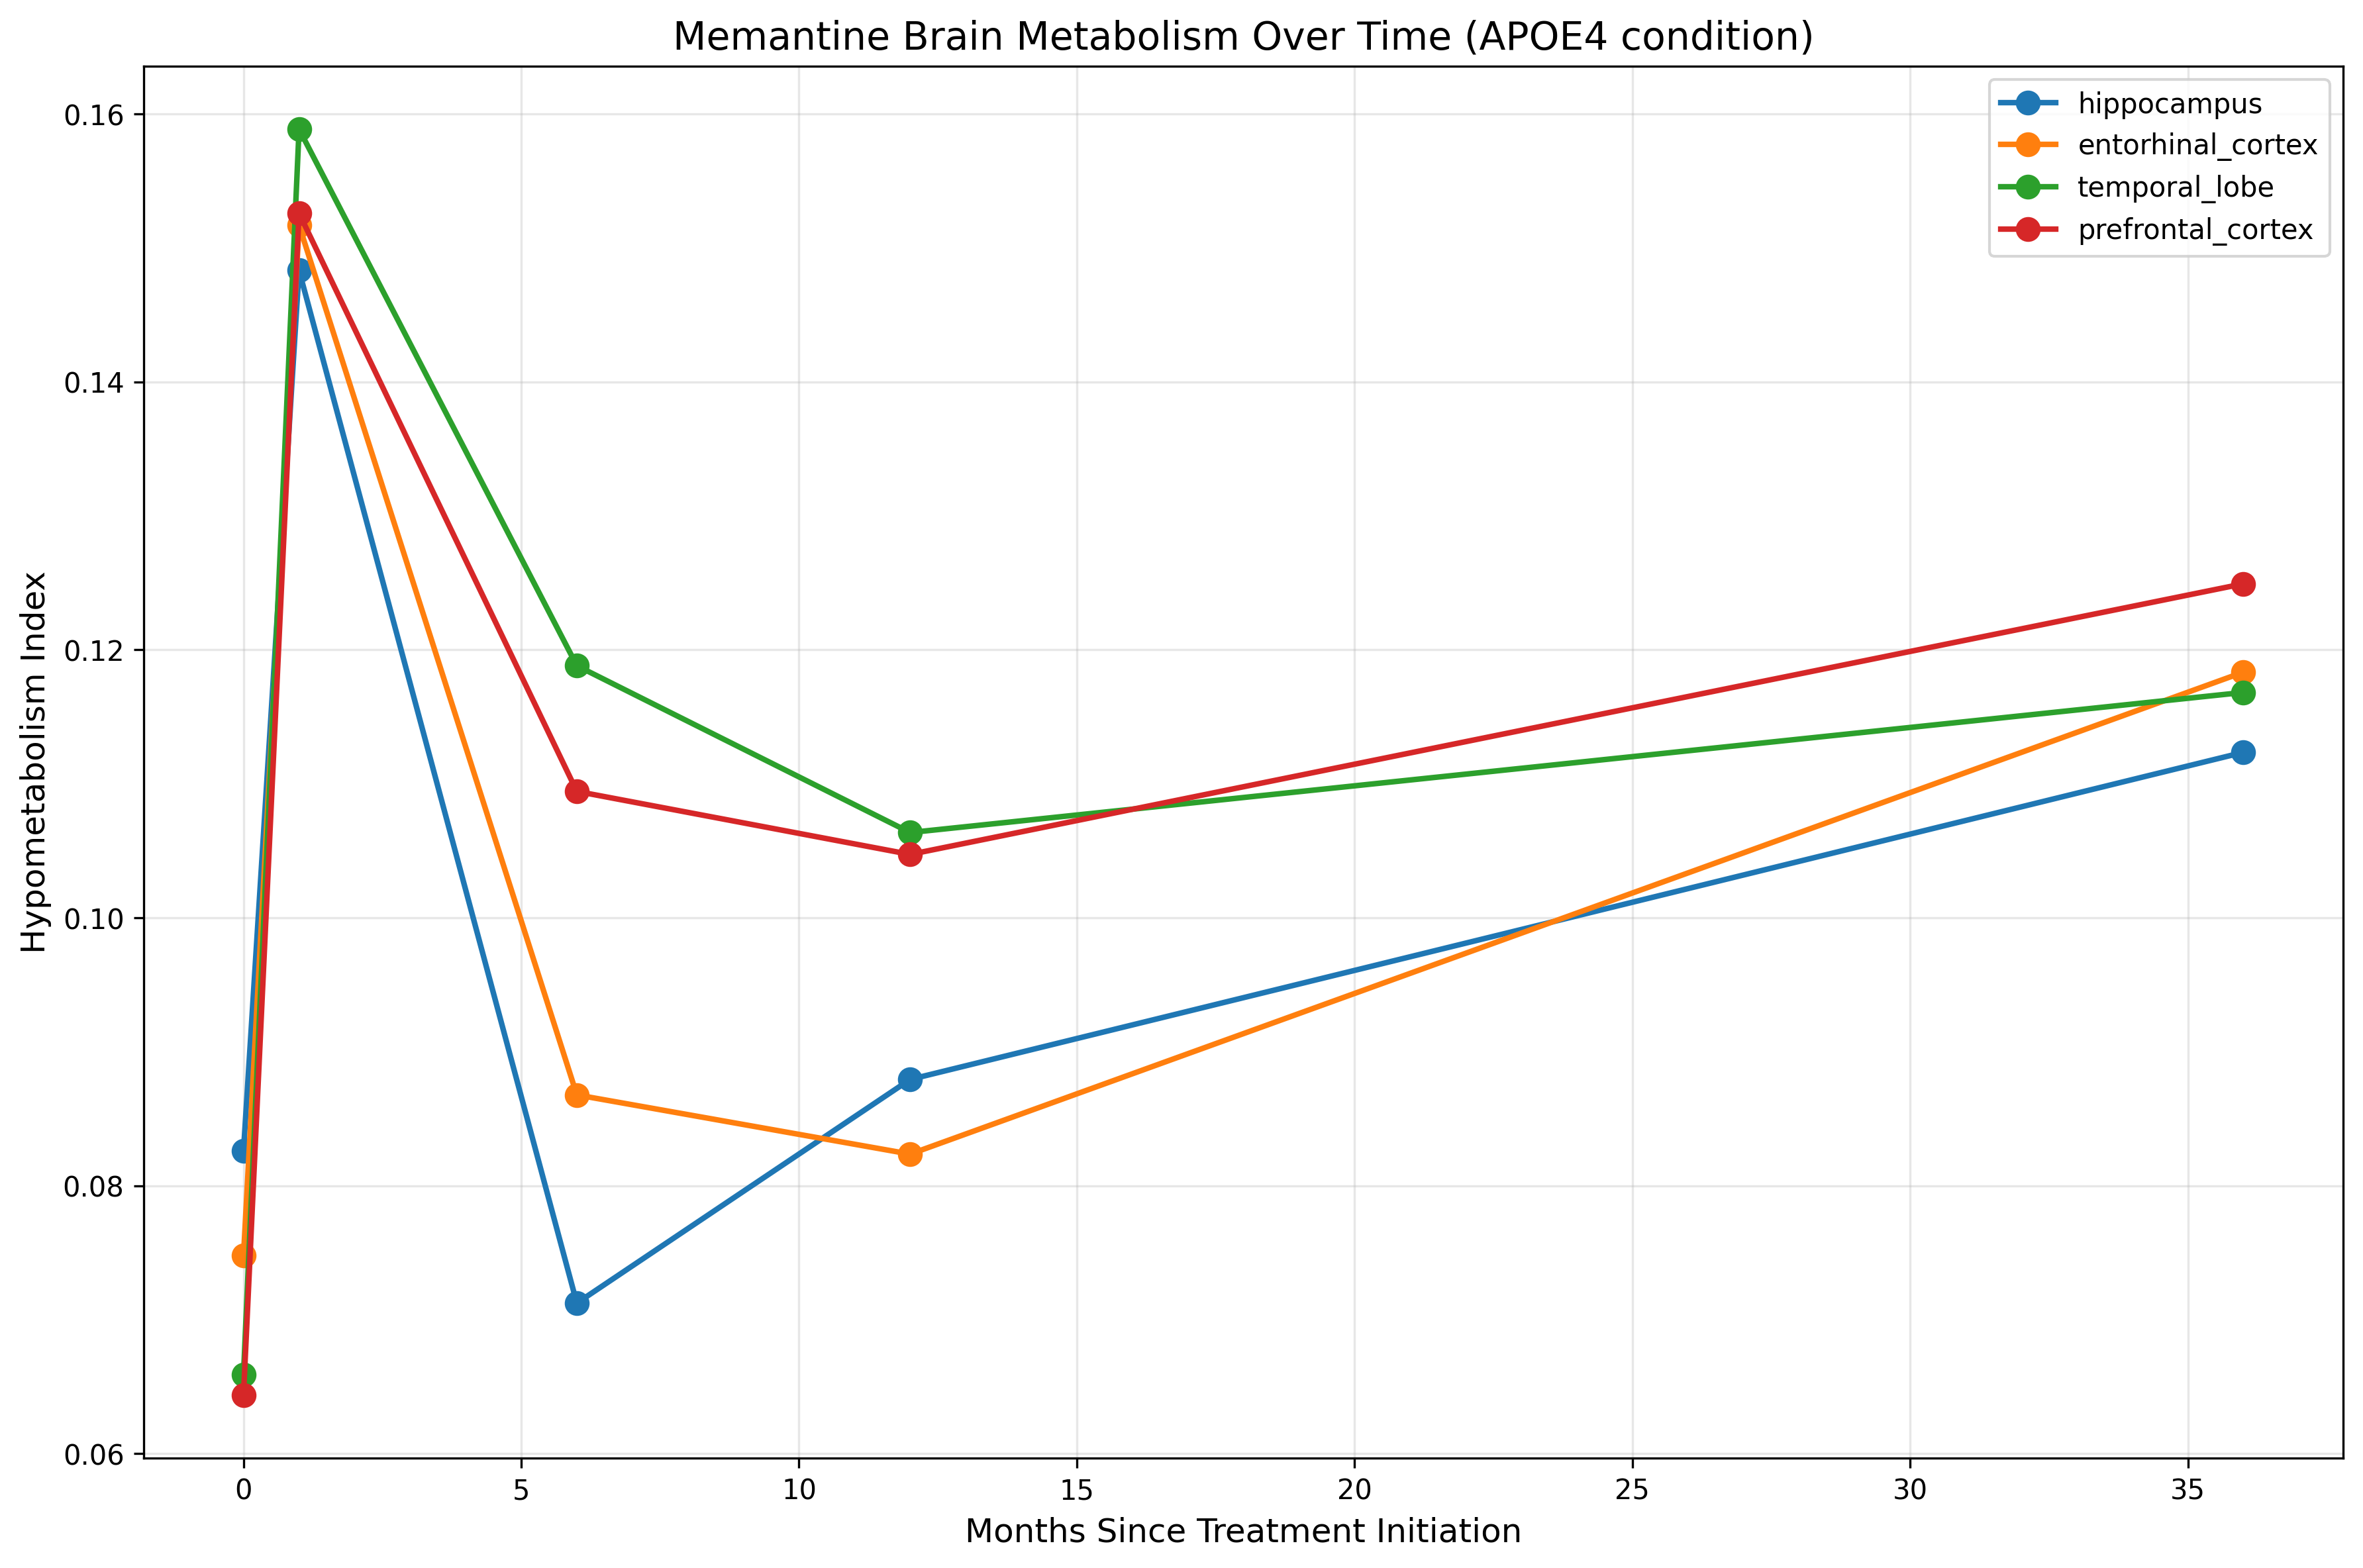 Memantine Brain Metabolism Over Time (APOE4 condition)
hippocampus
entorhinal_cortex
temporal_lobe
prefrontal_cortex
Hypometabolism Index
0.16
0.14
0.12
0.10
0.08
0.06
0 5 10 15 20 25 30 35
Months Since Treatment Initiation